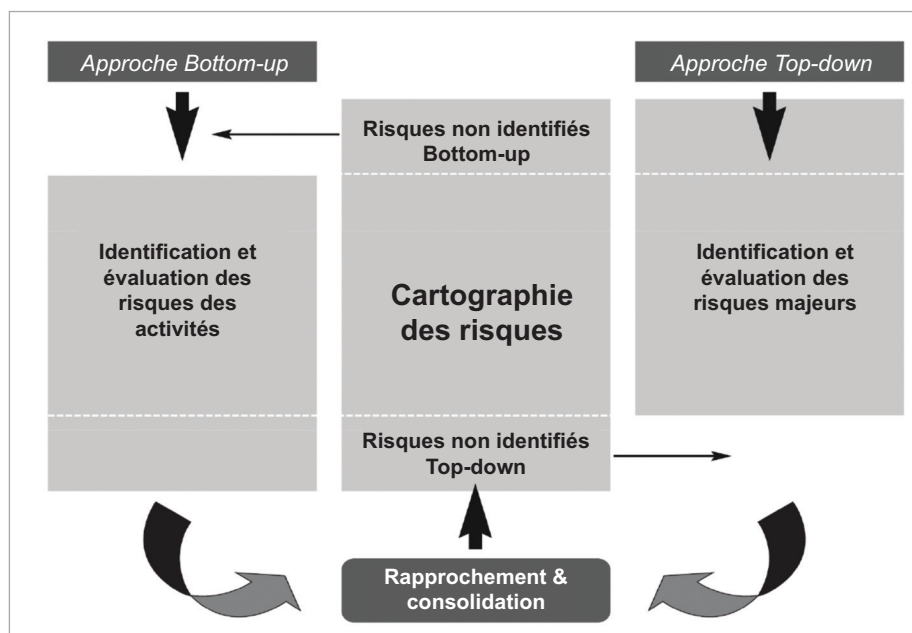 Approche Bottom-up
Approche Top-down
Risques non identifiés
Bottom-up
Identification et
évaluation des
risques des
activités
Cartographie
des risques
Identification et
évaluation des
risques majeurs
Risques non identifiés
Top-down
Rapprochement &
consolidation